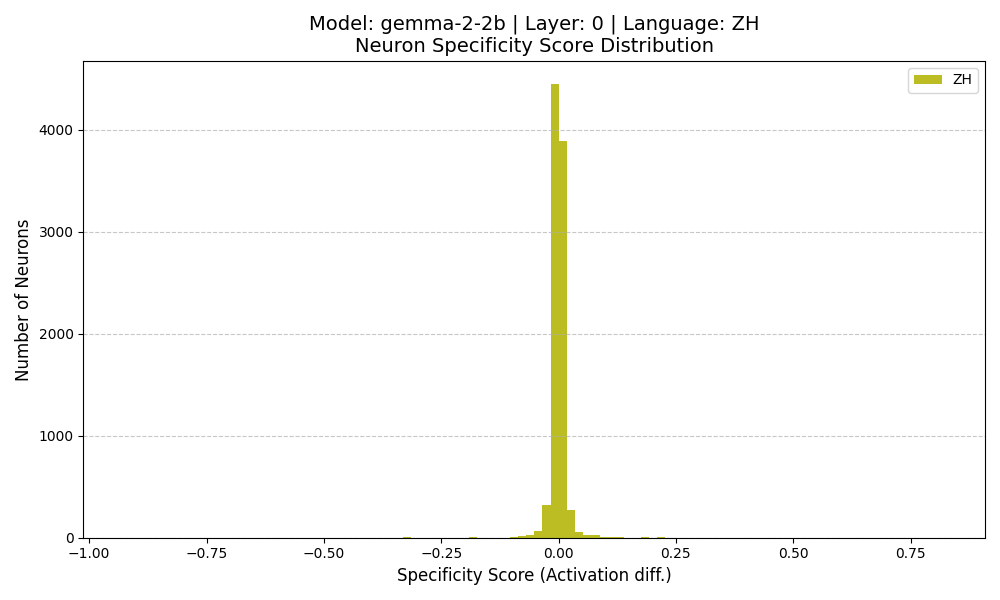 Model: gemma-2-2b | Layer: 0 | Language: ZH
Neuron Specificity Score Distribution
ZH
4000
3000
2000
1000
0
Number of Neurons
−1.00 −0.75 −0.50 −0.25 0.00 0.25 0.50 0.75
Specificity Score (Activation diff.)